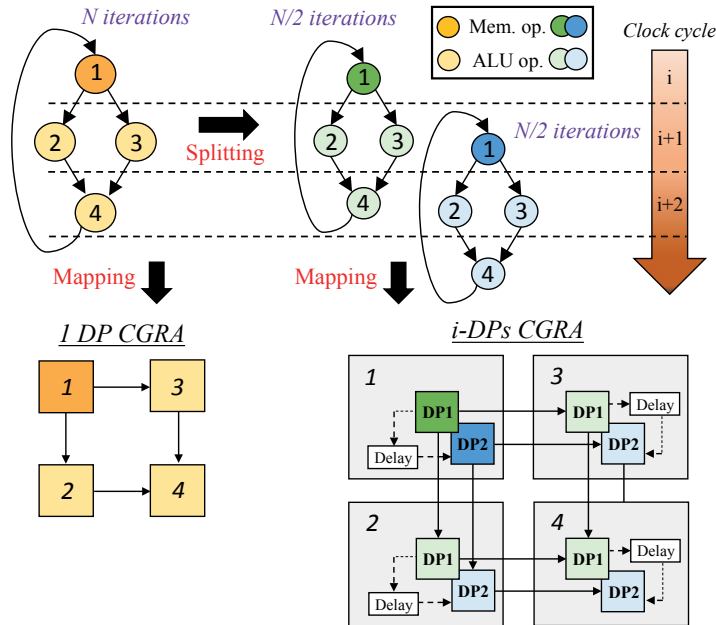 N iterations
N/2 iterations
Mem. op.
ALU op.
Clock cycle
1
2
3
4
Splitting
1
2
3
4
N/2 iterations
1
2
3
4
i
i+1
i+2
Mapping
Mapping
1 DP CGRA
i-DPs CGRA
1
3
2
4
1
DP1
DP2
Delay
3
DP1
Delay
DP2
2
DP1
DP2
Delay
4
DP1
Delay
DP2